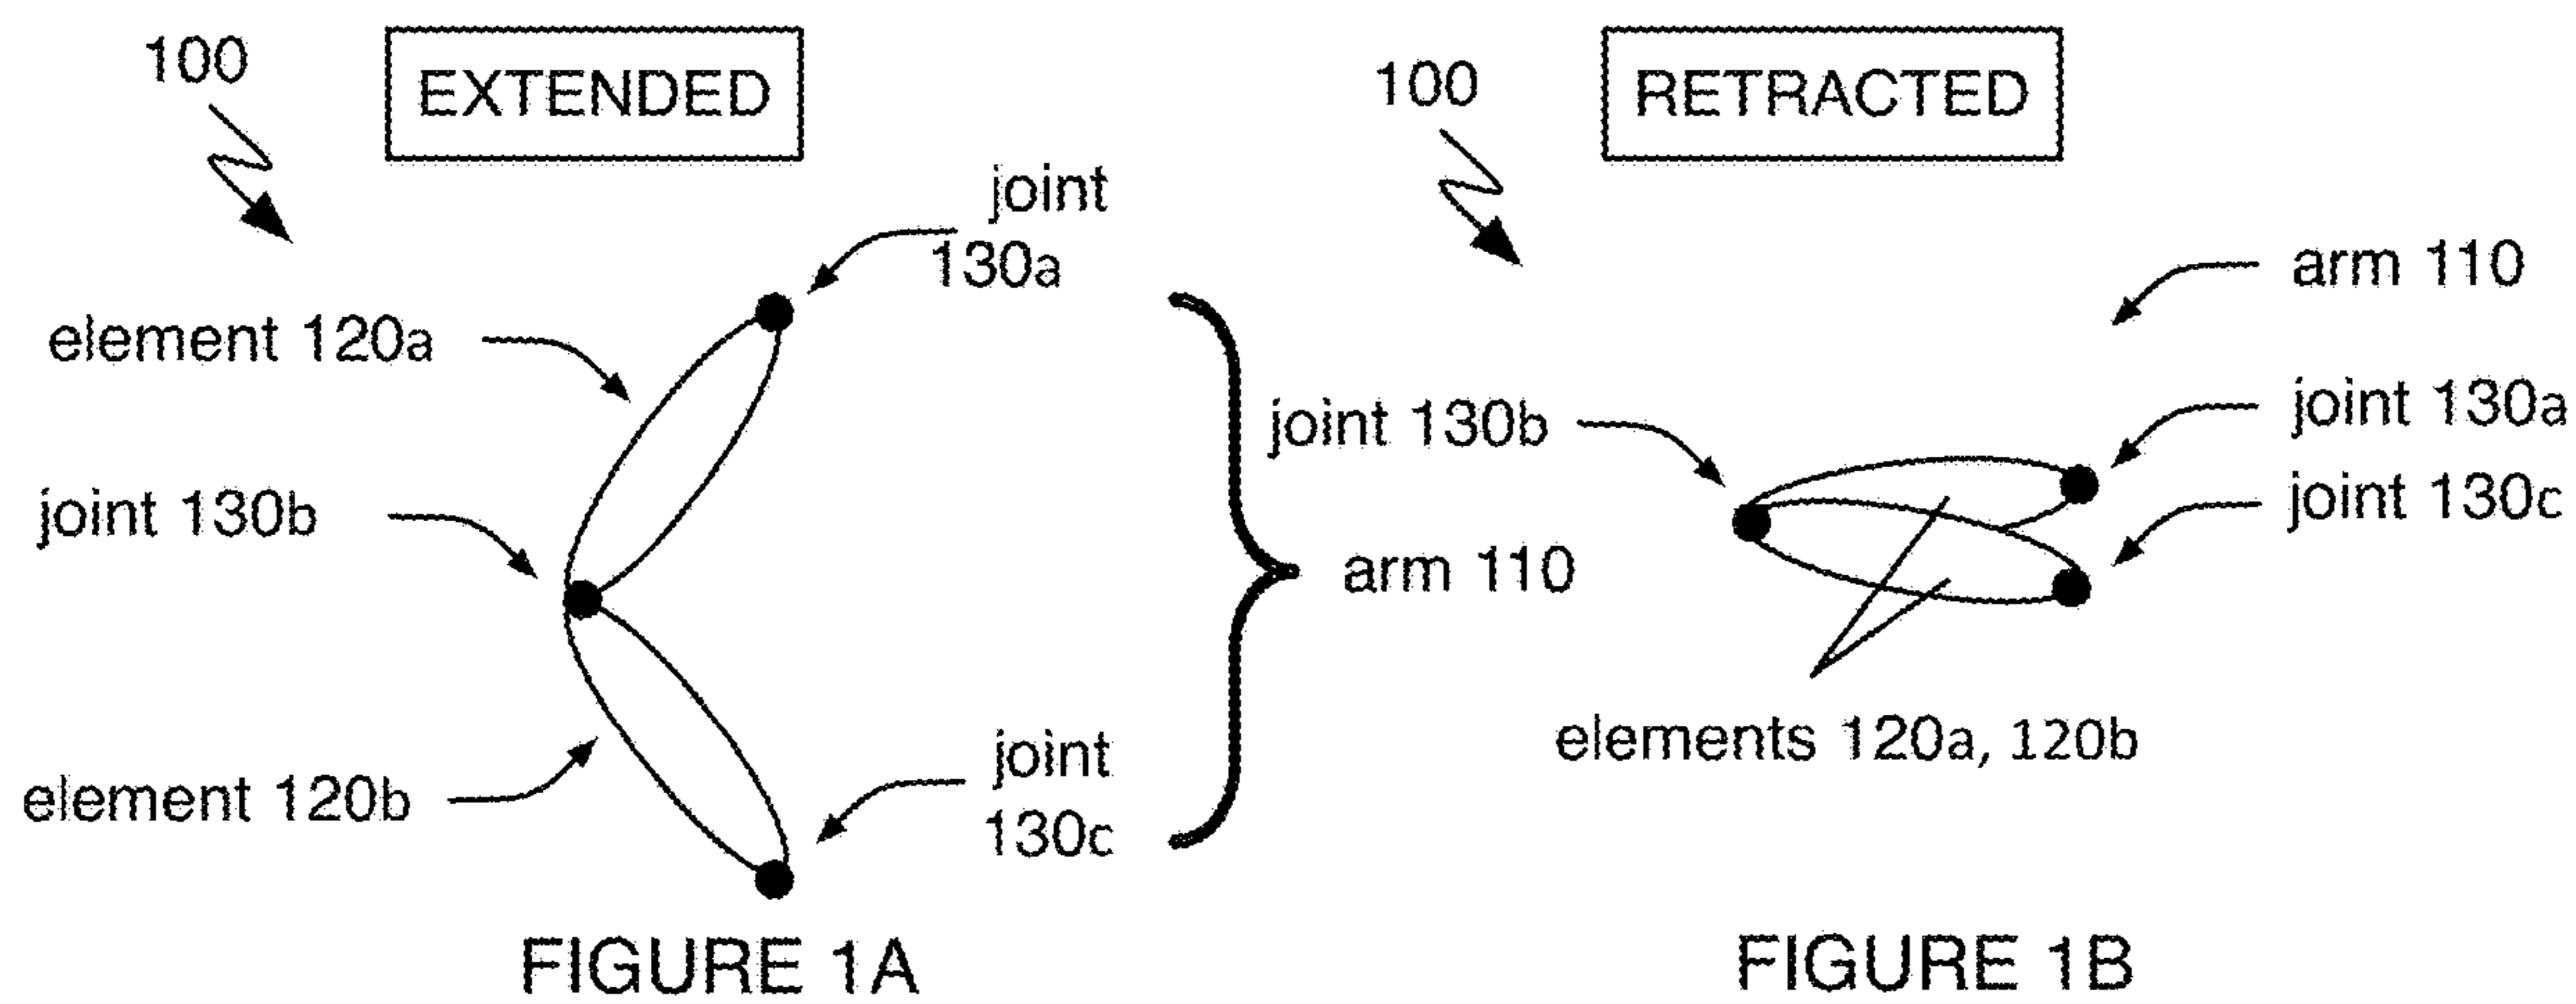 100
EXTENDED
joint
130a
element 120a
joint 130b
arm 110
element 120b
joint
130c
FIGURE 1A
100
RETRACTED
arm 110
joint 130b
joint 130a
joint 130c
elements 120a, 120b
FIGURE 1B